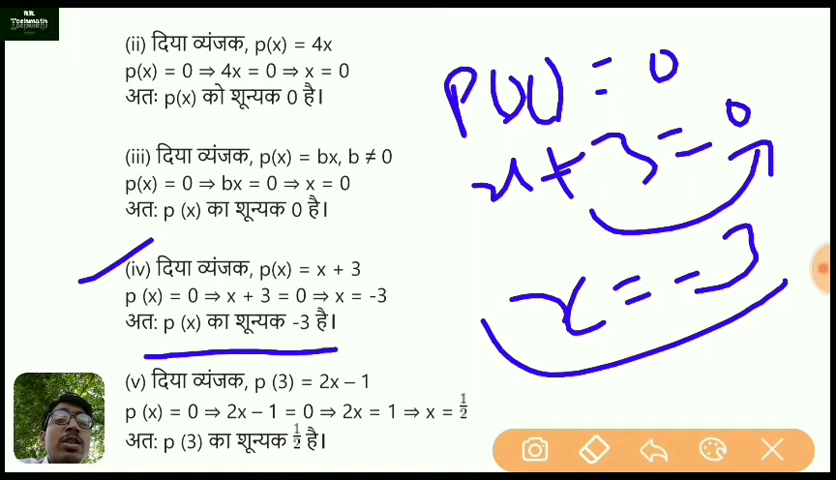 RK
Technmath
(ii) दिया व्यंजक, p(x) = 4x
p(x) = 0 ⇒ 4x = 0 ⇒ x = 0
अतः p(x) को शून्यक 0 है।
(iii) दिया व्यंजक, p(x) = bx, b ≠ 0
p(x) = 0 ⇒ bx = 0 ⇒ x = 0
अत: p (x) का शून्यक 0 है।
(iv) दिया व्यंजक, p(x) = x + 3
p (x) = 0 ⇒ x + 3 = 0 ⇒ x = -3
अत: p (x) का शून्यक -3 है।
(v) दिया व्यंजक, p (3) = 2x – 1
p (x) = 0 ⇒ 2x – 1 = 0 ⇒ 2x = 1 ⇒ x = 1/2
अत: p (3) का शून्यक 1/2 है।
P(x) = 0
x + 3 = 0
x = -3